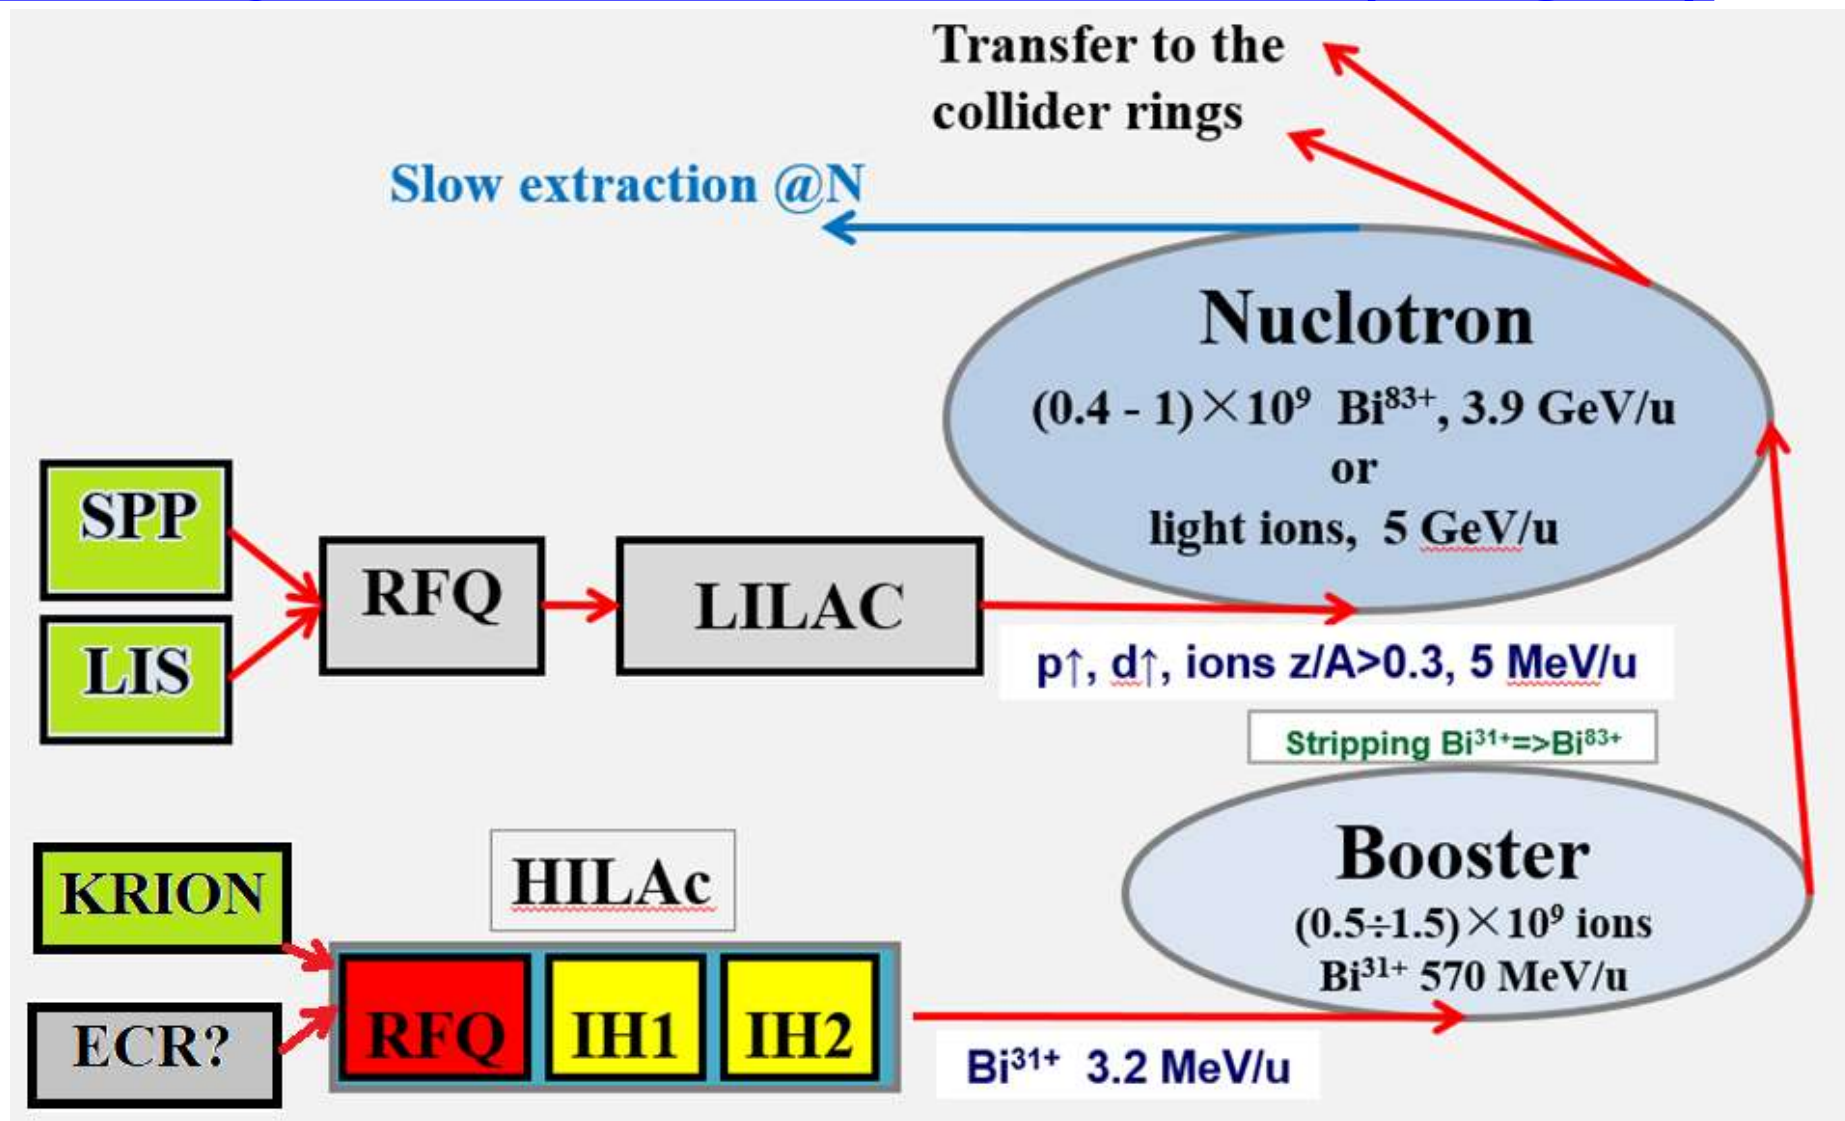 Transfer to the
collider rings
Slow extraction @N
Nuclotron
(0.4 - 1)×10⁹ Bi⁸³⁺, 3.9 GeV/u
or
light ions, 5 GeV/u
SPP
LIS
RFQ
LILAC
p↑, d↑, ions z/A>0.3, 5 MeV/u
Stripping Bi³¹⁺=>Bi⁸³⁺
Booster
(0.5÷1.5)×10⁹ ions
Bi³¹⁺ 570 MeV/u
KRION
ECR?
HILAc
RFQ
IH1
IH2
Bi³¹⁺ 3.2 MeV/u